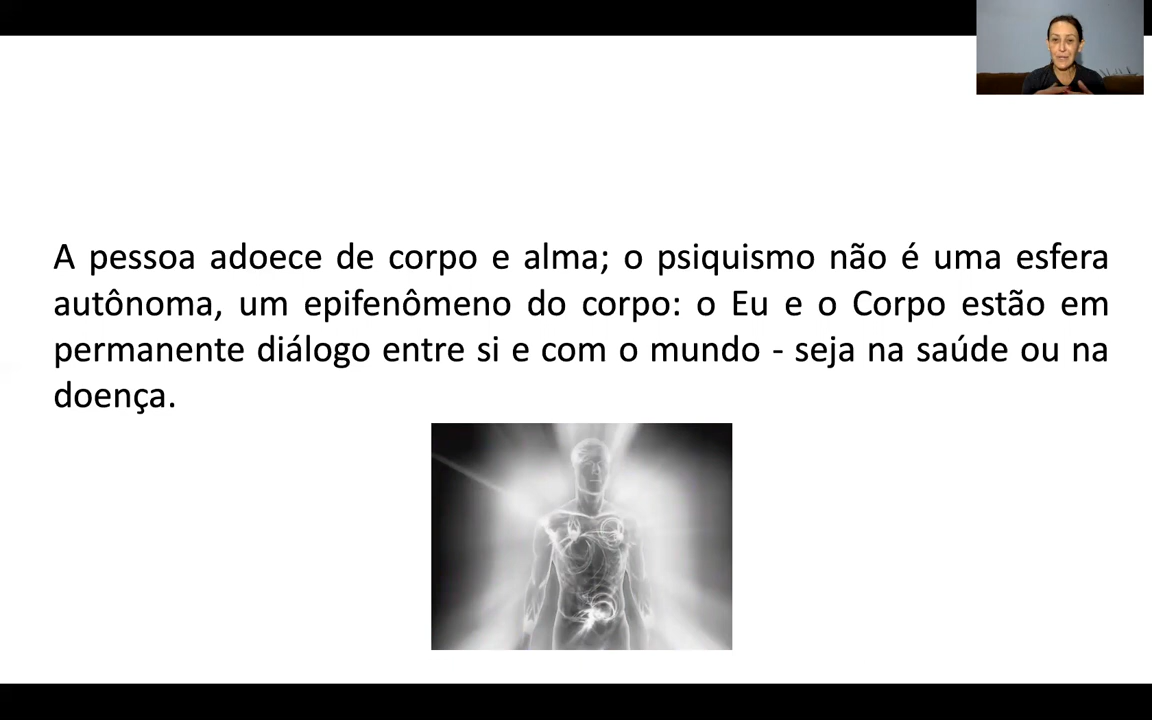 A pessoa adoece de corpo e alma; o psiquismo não é uma esfera
autônoma, um epifenômeno do corpo: o Eu e o Corpo estão em
permanente diálogo entre si e com o mundo - seja na saúde ou na
doença.